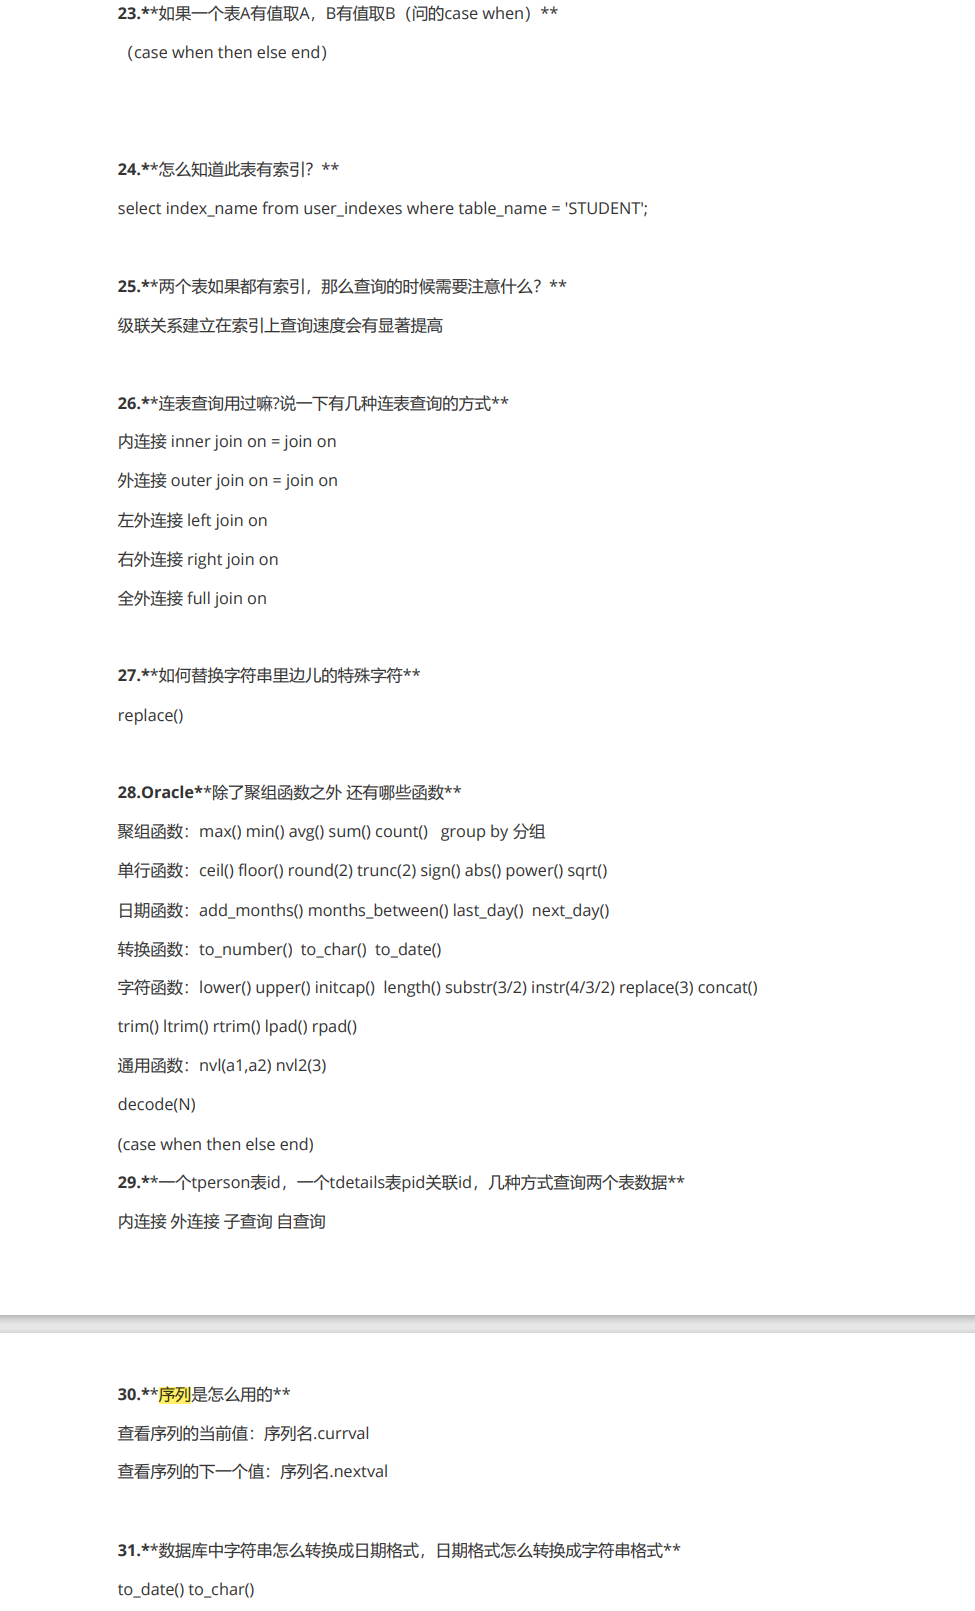 23.**如果一个表A有值取A，B有值取B（问的case when）**
（case when then else end）
24.**怎么知道此表有索引？**
select index_name from user_indexes where table_name = 'STUDENT';
25.**两个表如果都有索引，那么查询的时候需要注意什么？**
级联关系建立在索引上查询速度会有显著提高
26.**连表查询用过嘛?说一下有几种连表查询的方式**
内连接 inner join on = join on
外连接 outer join on = join on
左外连接 left join on
右外连接 right join on
全外连接 full join on
27.**如何替换字符串里边儿的特殊字符**
replace()
28.Oracle**除了聚组函数之外 还有哪些函数**
聚组函数：max() min() avg() sum() count()   group by 分组
单行函数：ceil() floor() round(2) trunc(2) sign() abs() power() sqrt()
日期函数：add_months() months_between() last_day()  next_day()
转换函数：to_number()  to_char()  to_date()
字符函数：lower() upper() initcap()  length() substr(3/2) instr(4/3/2) replace(3) concat()
trim() ltrim() rtrim() lpad() rpad()
通用函数：nvl(a1,a2) nvl2(3)
decode(N)
(case when then else end)
29.**一个tperson表id，一个tdetails表pid关联id，几种方式查询两个表数据**
内连接 外连接 子查询 自查询
30.**序列是怎么用的**
查看序列的当前值：序列名.currval
查看序列的下一个值：序列名.nextval
31.**数据库中字符串怎么转换成日期格式，日期格式怎么转换成字符串格式**
to_date() to_char()